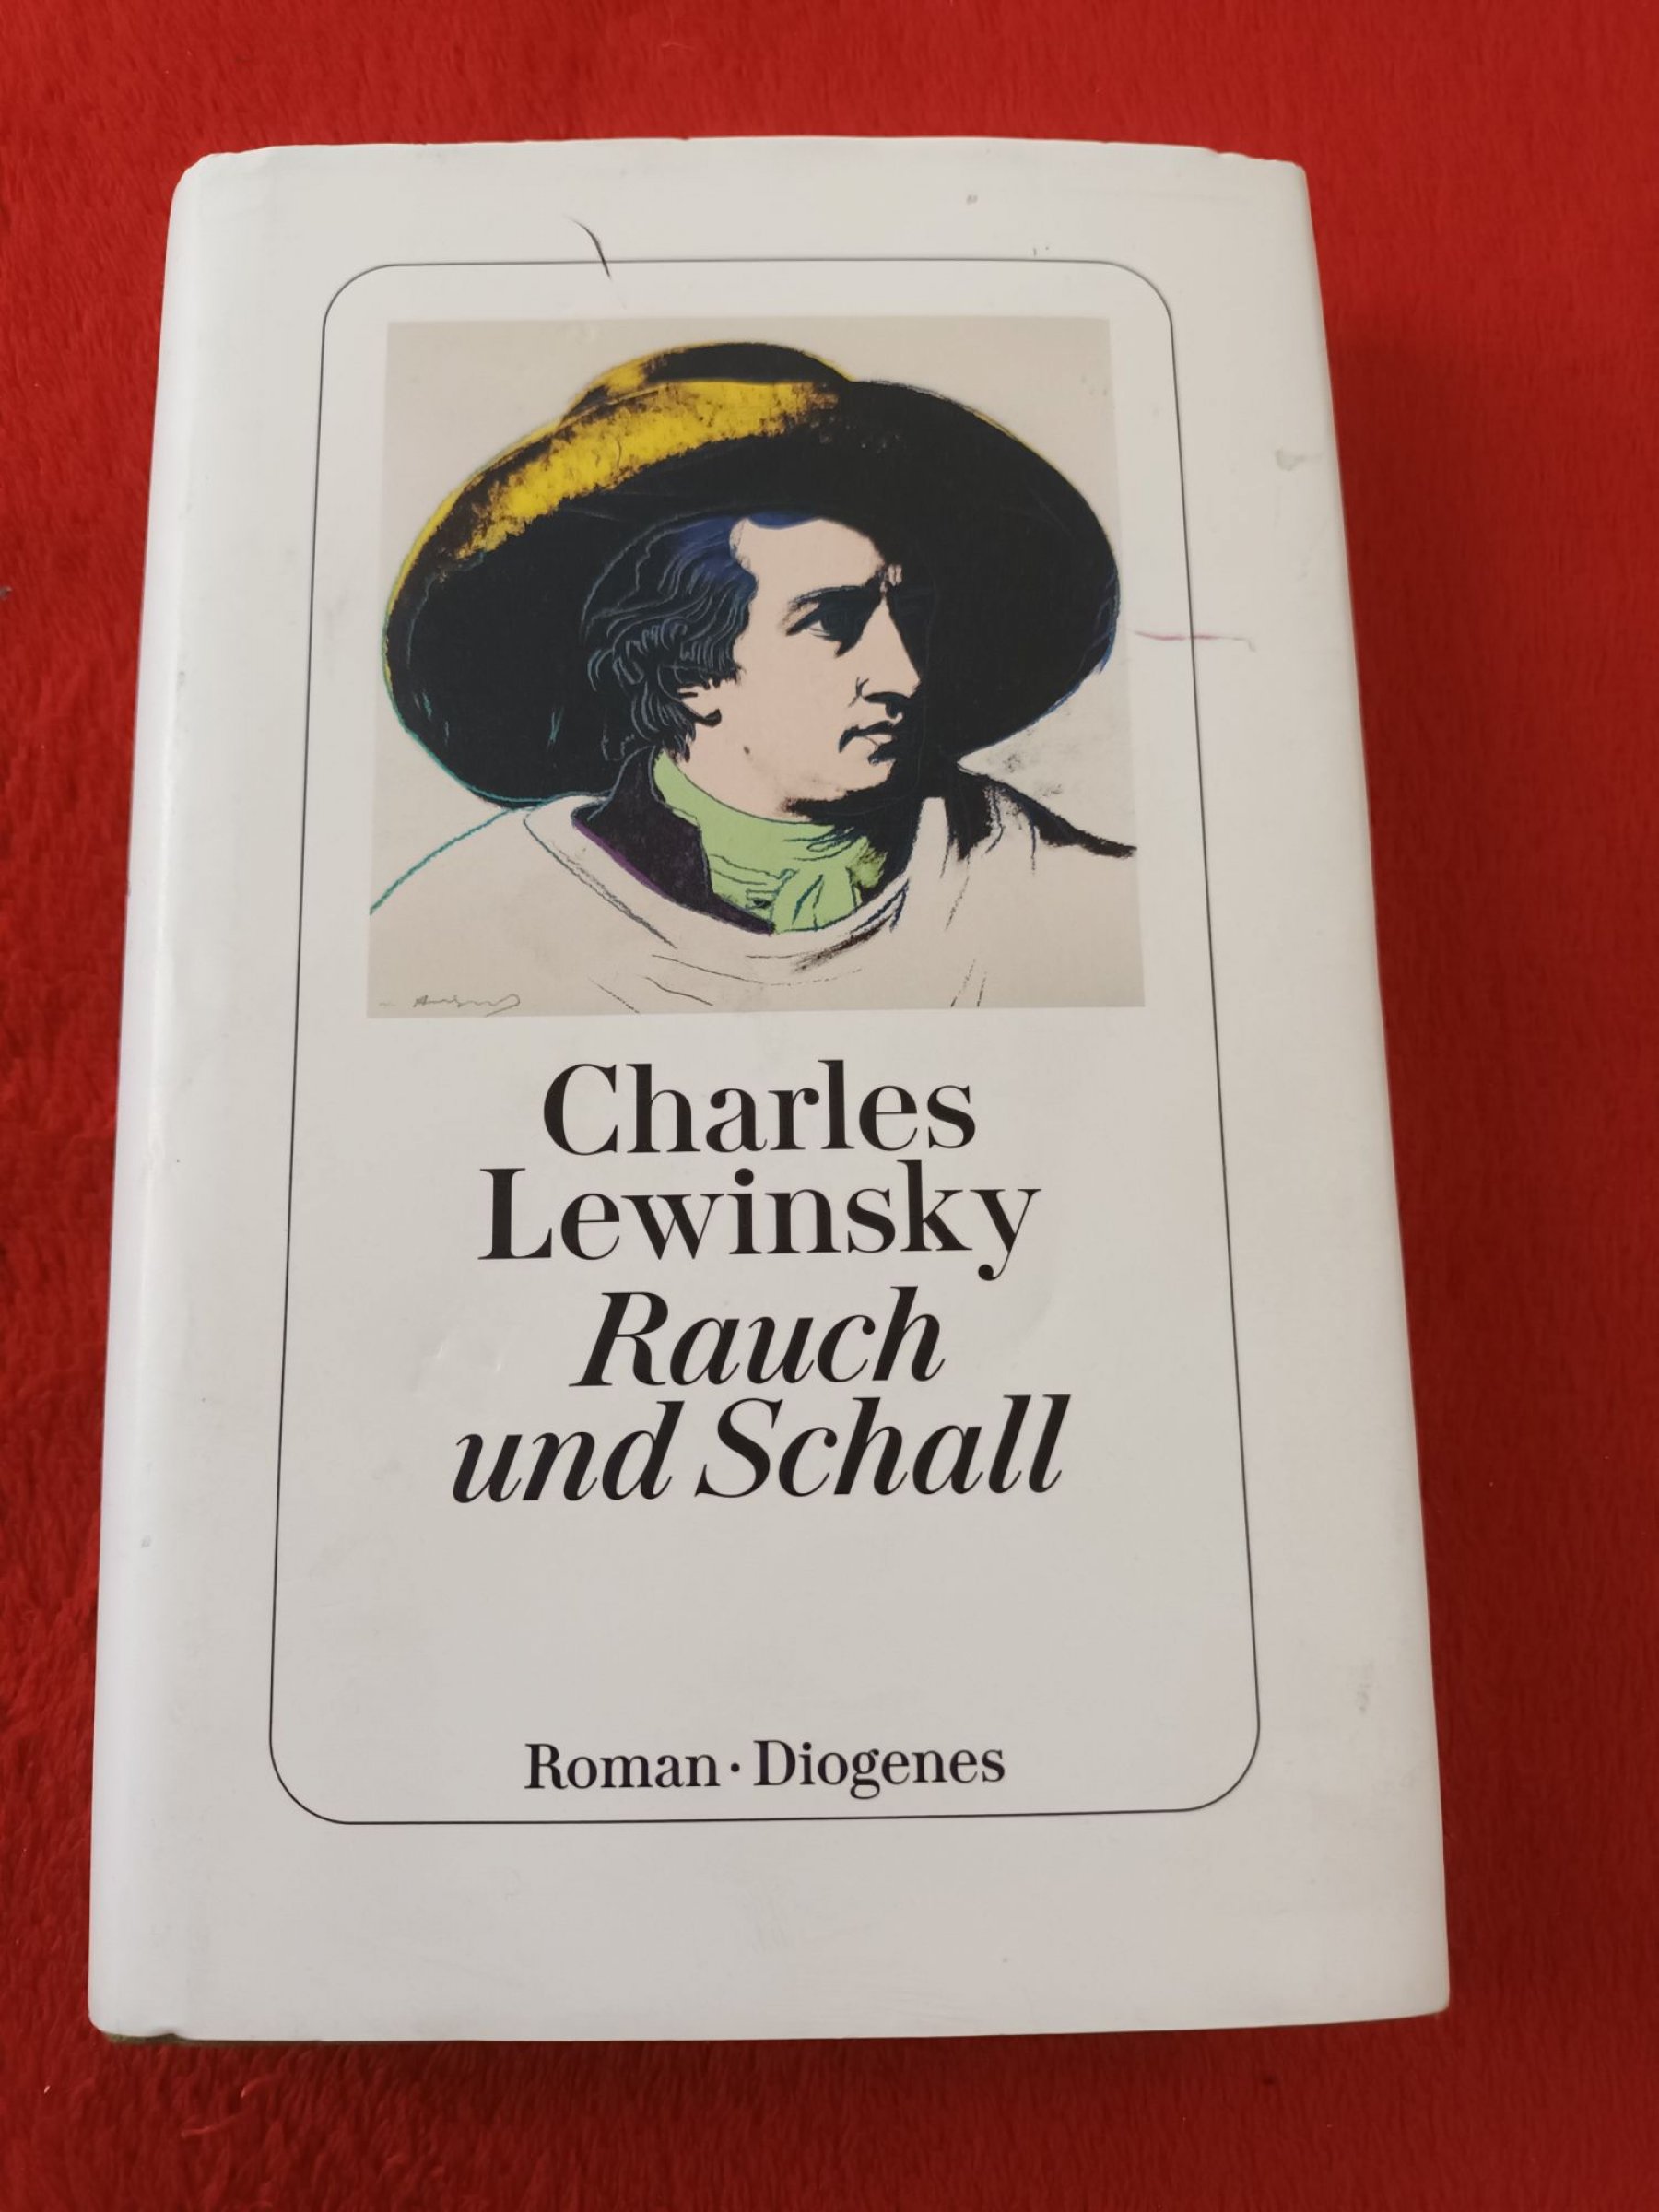 Charles
Lewinsky
Rauch
und Schall
Roman · Diogenes